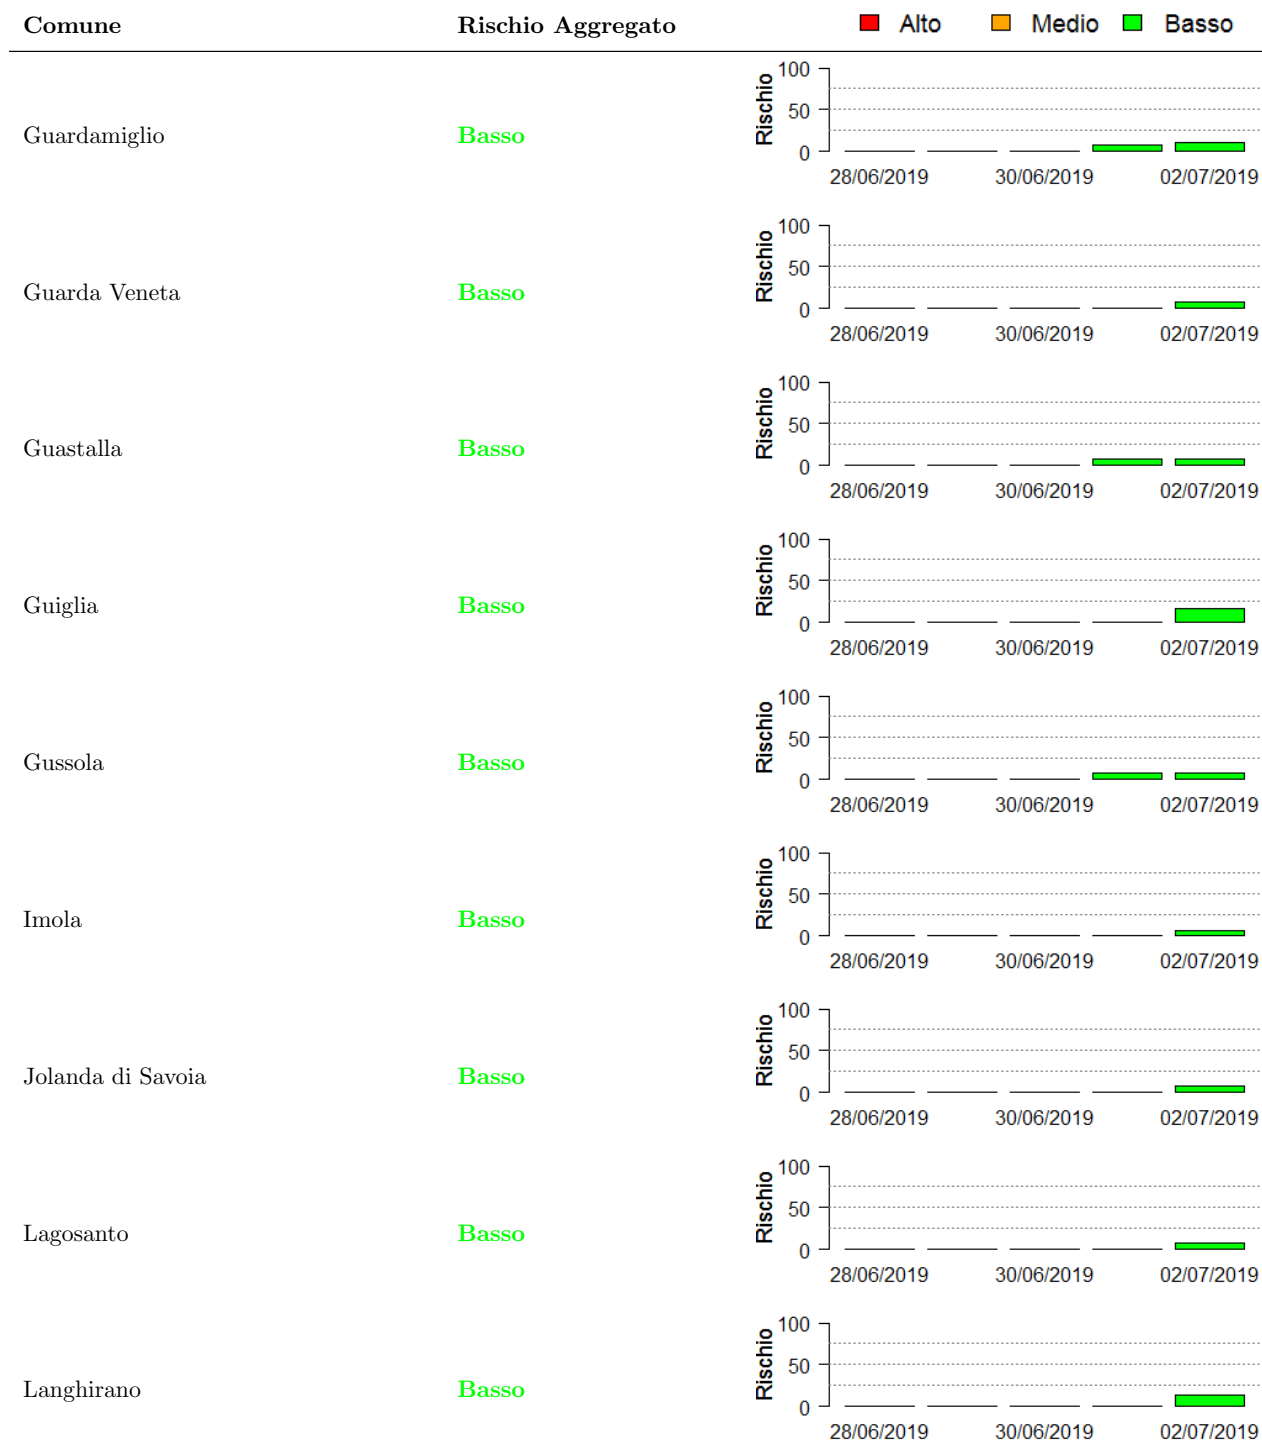 Comune Rischio Aggregato Alto Medio Basso
100
Rischio
50
Guardamiglio Basso
0
28/06/2019 30/06/2019 02/07/2019
100
Rischio
50
Guarda Veneta Basso
0
28/06/2019 30/06/2019 02/07/2019
100
Rischio
50
Guastalla Basso
0
28/06/2019 30/06/2019 02/07/2019
100
Rischio
50
Guiglia Basso
0
28/06/2019 30/06/2019 02/07/2019
100
Rischio
50
Gussola Basso
0
28/06/2019 30/06/2019 02/07/2019
100
Rischio
50
Imola Basso
0
28/06/2019 30/06/2019 02/07/2019
100
Rischio
50
Jolanda di Savoia Basso
0
28/06/2019 30/06/2019 02/07/2019
100
Rischio
50
Lagosanto Basso
0
28/06/2019 30/06/2019 02/07/2019
100
Rischio
50
Langhirano Basso
0
28/06/2019 30/06/2019 02/07/2019